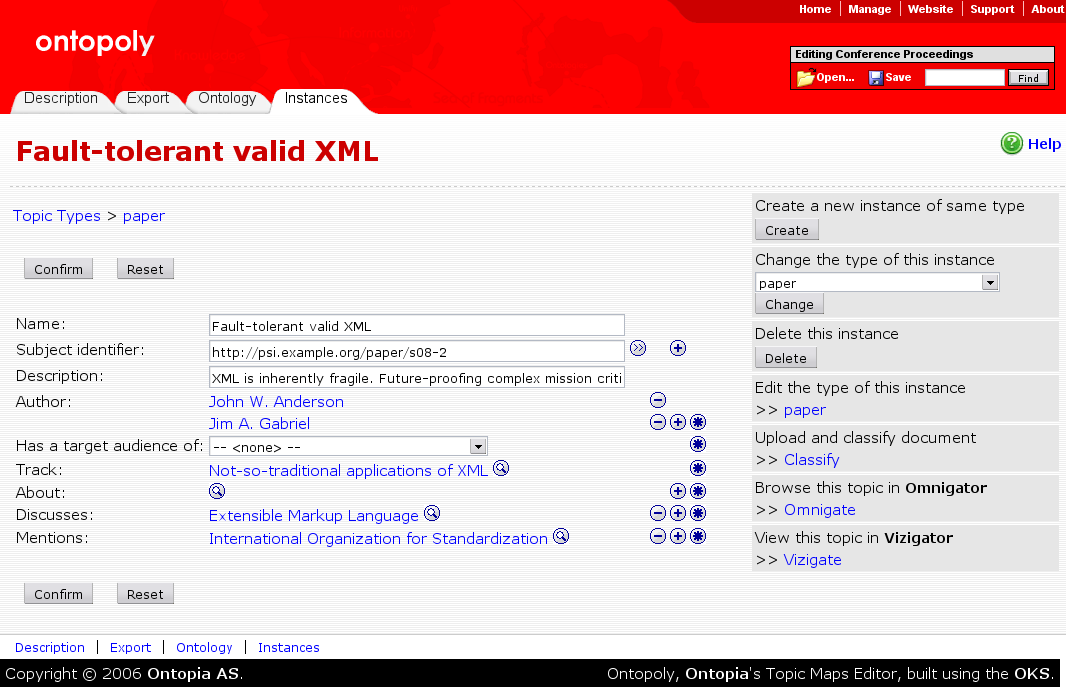 Home | Manage | Website | Support | About
ontopoly
Editing Conference Proceedings
Open... Save Find
Description Export Ontology Instances
Fault-tolerant valid XML
Help
Topic Types > paper
Confirm Reset
Name: Fault-tolerant valid XML
Subject identifier: http://psi.example.org/paper/s08-2
Description: XML is inherently fragile. Future-proofing complex mission criti
Author: John W. Anderson
Jim A. Gabriel
Has a target audience of: -- <none> --
Track: Not-so-traditional applications of XML
About:
Discusses: Extensible Markup Language
Mentions: International Organization for Standardization
Confirm Reset
Create a new instance of same type
Create
Change the type of this instance
paper
Change
Delete this instance
Delete
Edit the type of this instance
>> paper
Upload and classify document
>> Classify
Browse this topic in Omnigator
>> Omnigate
View this topic in Vizigator
>> Vizigate
Description | Export | Ontology | Instances
Copyright © 2006 Ontopia AS. Ontopoly, Ontopia's Topic Maps Editor, built using the OKS.